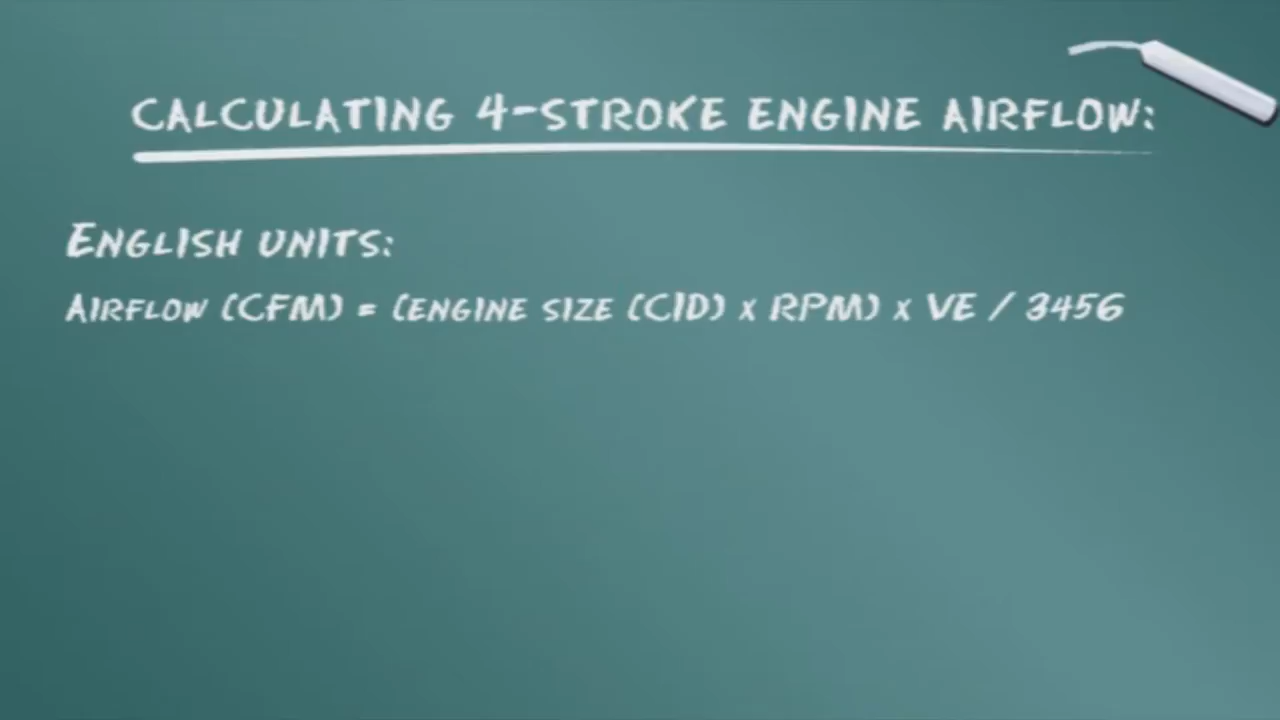 CALCULATING 4-STROKE ENGINE AIRFLOW:
ENGLISH UNITS:
AIRFLOW (CFM) = (ENGINE SIZE (CID) X RPM) X VE / 3456